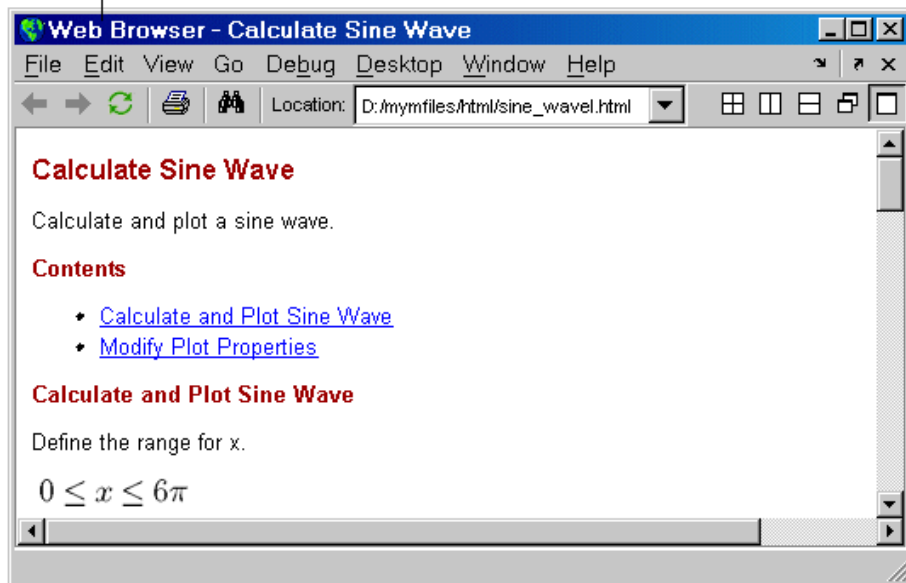 Web Browser - Calculate Sine Wave
File Edit View Go Debug Desktop Window Help
Location: D:/mymfiles/html/sine_wavel.html
Calculate Sine Wave
Calculate and plot a sine wave.
Contents
• Calculate and Plot Sine Wave
• Modify Plot Properties
Calculate and Plot Sine Wave
Define the range for x.
0 ≤ x ≤ 6π